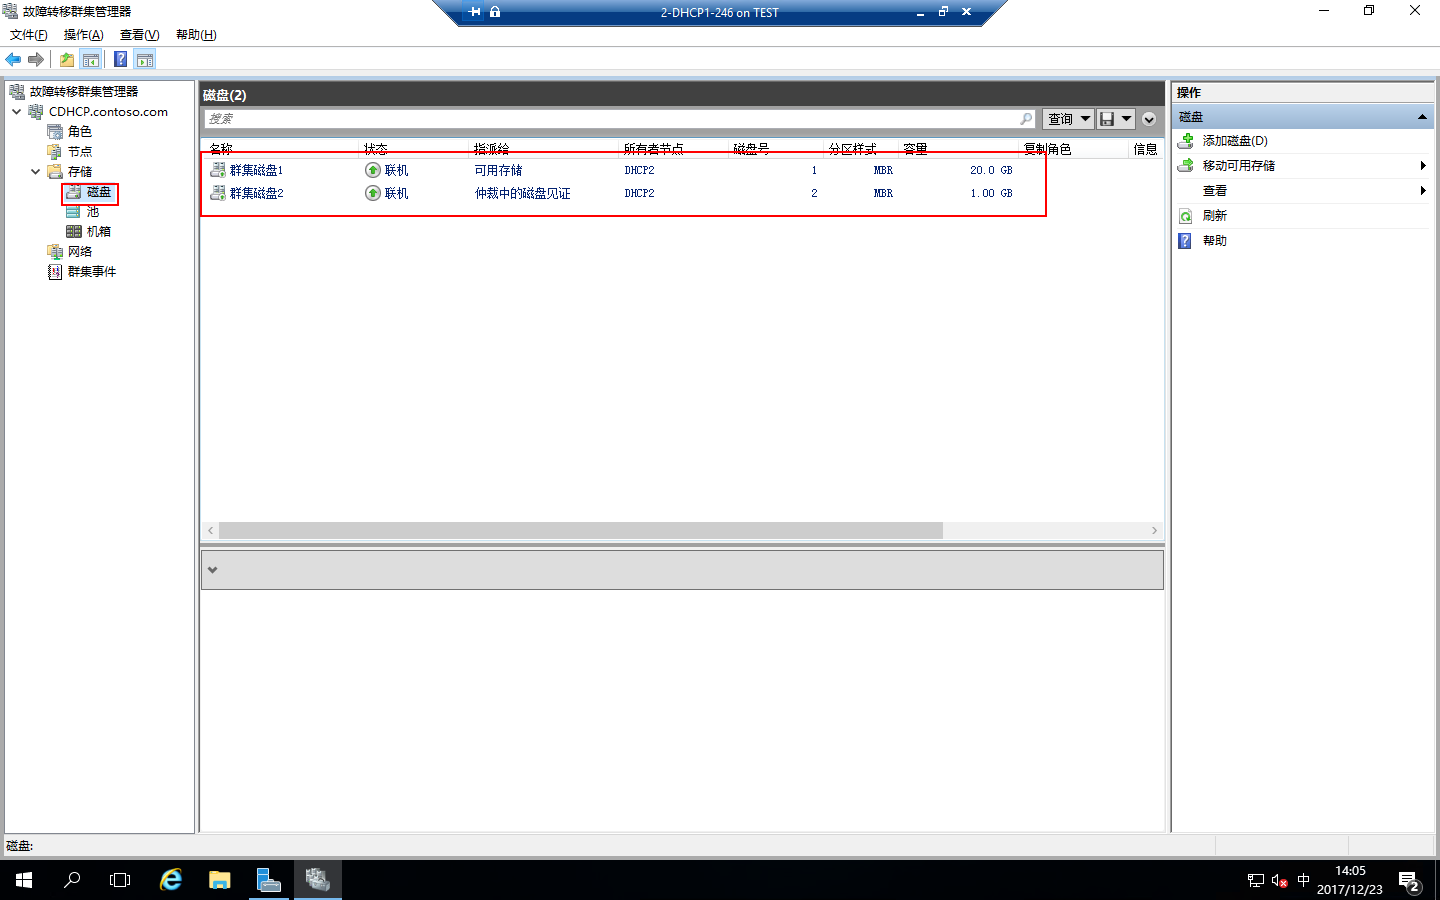 故障转移群集管理器
2-DHCP1-246 on TEST
文件(F) 操作(A) 查看(V) 帮助(H)
故障转移群集管理器
CDHCP.contoso.com
角色
节点
存储
磁盘
池
机箱
网络
群集事件
磁盘(2)
搜索
查询
名称 状态 指派给 所有者节点 磁盘号 分区样式 容量 复制角色 信息
群集磁盘1 联机 可用存储 DHCP2 1 MBR 20.0 GB
群集磁盘2 联机 仲裁中的磁盘见证 DHCP2 2 MBR 1.00 GB
操作
磁盘
添加磁盘(D)
移动可用存储
查看
刷新
帮助
磁盘:
中
14:05
2017/12/23
2